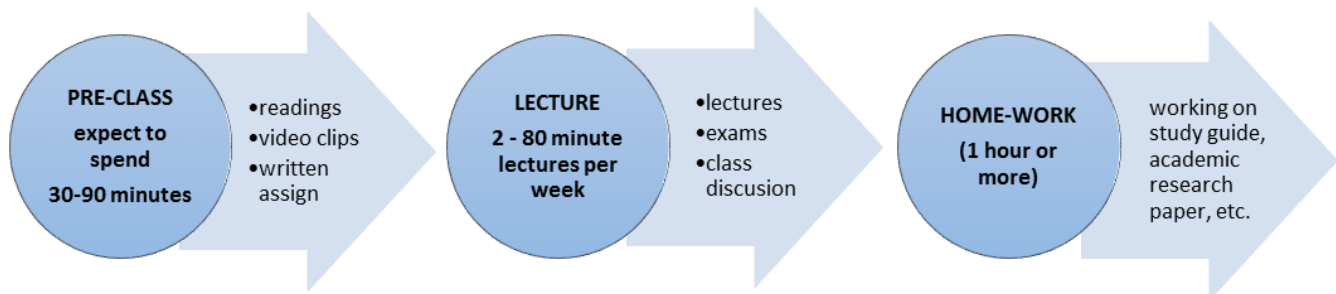 PRE-CLASS
expect to
spend
30-90 minutes
•readings
•video clips
•written
assign
LECTURE
2 - 80 minute
lectures per
week
•lectures
•exams
•class
discusion
HOME-WORK
(1 hour or
more)
working on
study guide,
academic
research
paper, etc.